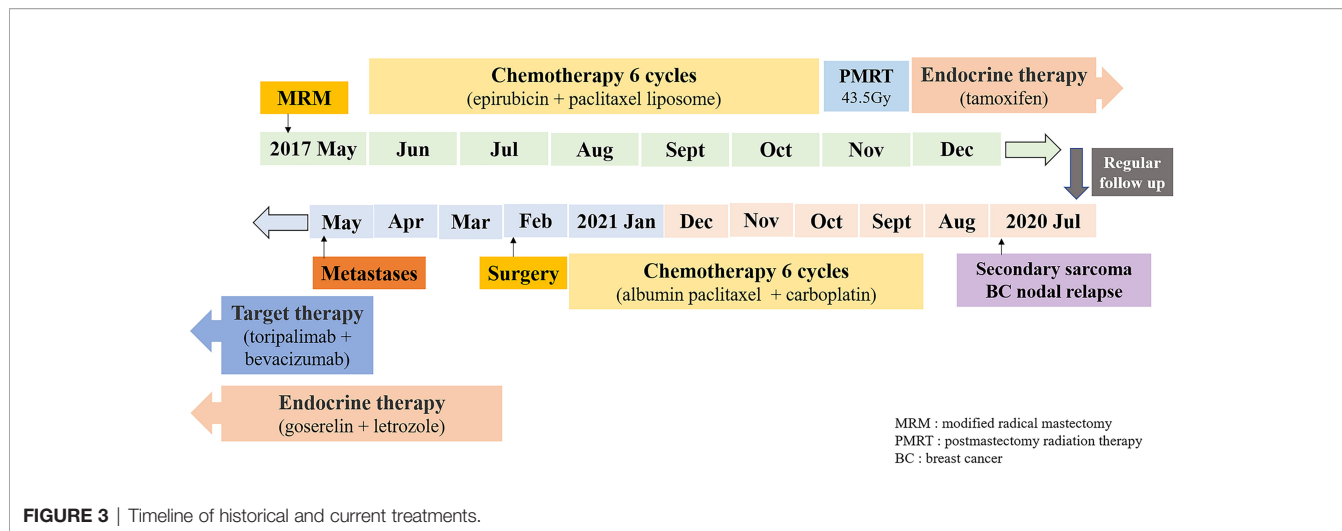 Chemotherapy 6 cycles
(epirubicin + paclitaxel liposome)
PMRT
43.5Gy
Endocrine therapy
(tamoxifen)
MRM
2017 May
Jun
Jul
Aug
Sept
Oct
Nov
Dec
Regular
follow up
May
Apr
Mar
Feb
2021 Jan
Dec
Nov
Oct
Sept
Aug
2020 Jul
Metastases
Surgery
Chemotherapy 6 cycles
(albumin paclitaxel + carboplatin)
Secondary sarcoma
BC nodal relapse
Target therapy
(toripalimab +
bevacizumab)
Endocrine therapy
(goserelin + letrozole)
MRM : modified radical mastectomy
PMRT : postmastectomy radiation therapy
BC : breast cancer
FIGURE 3 | Timeline of historical and current treatments.